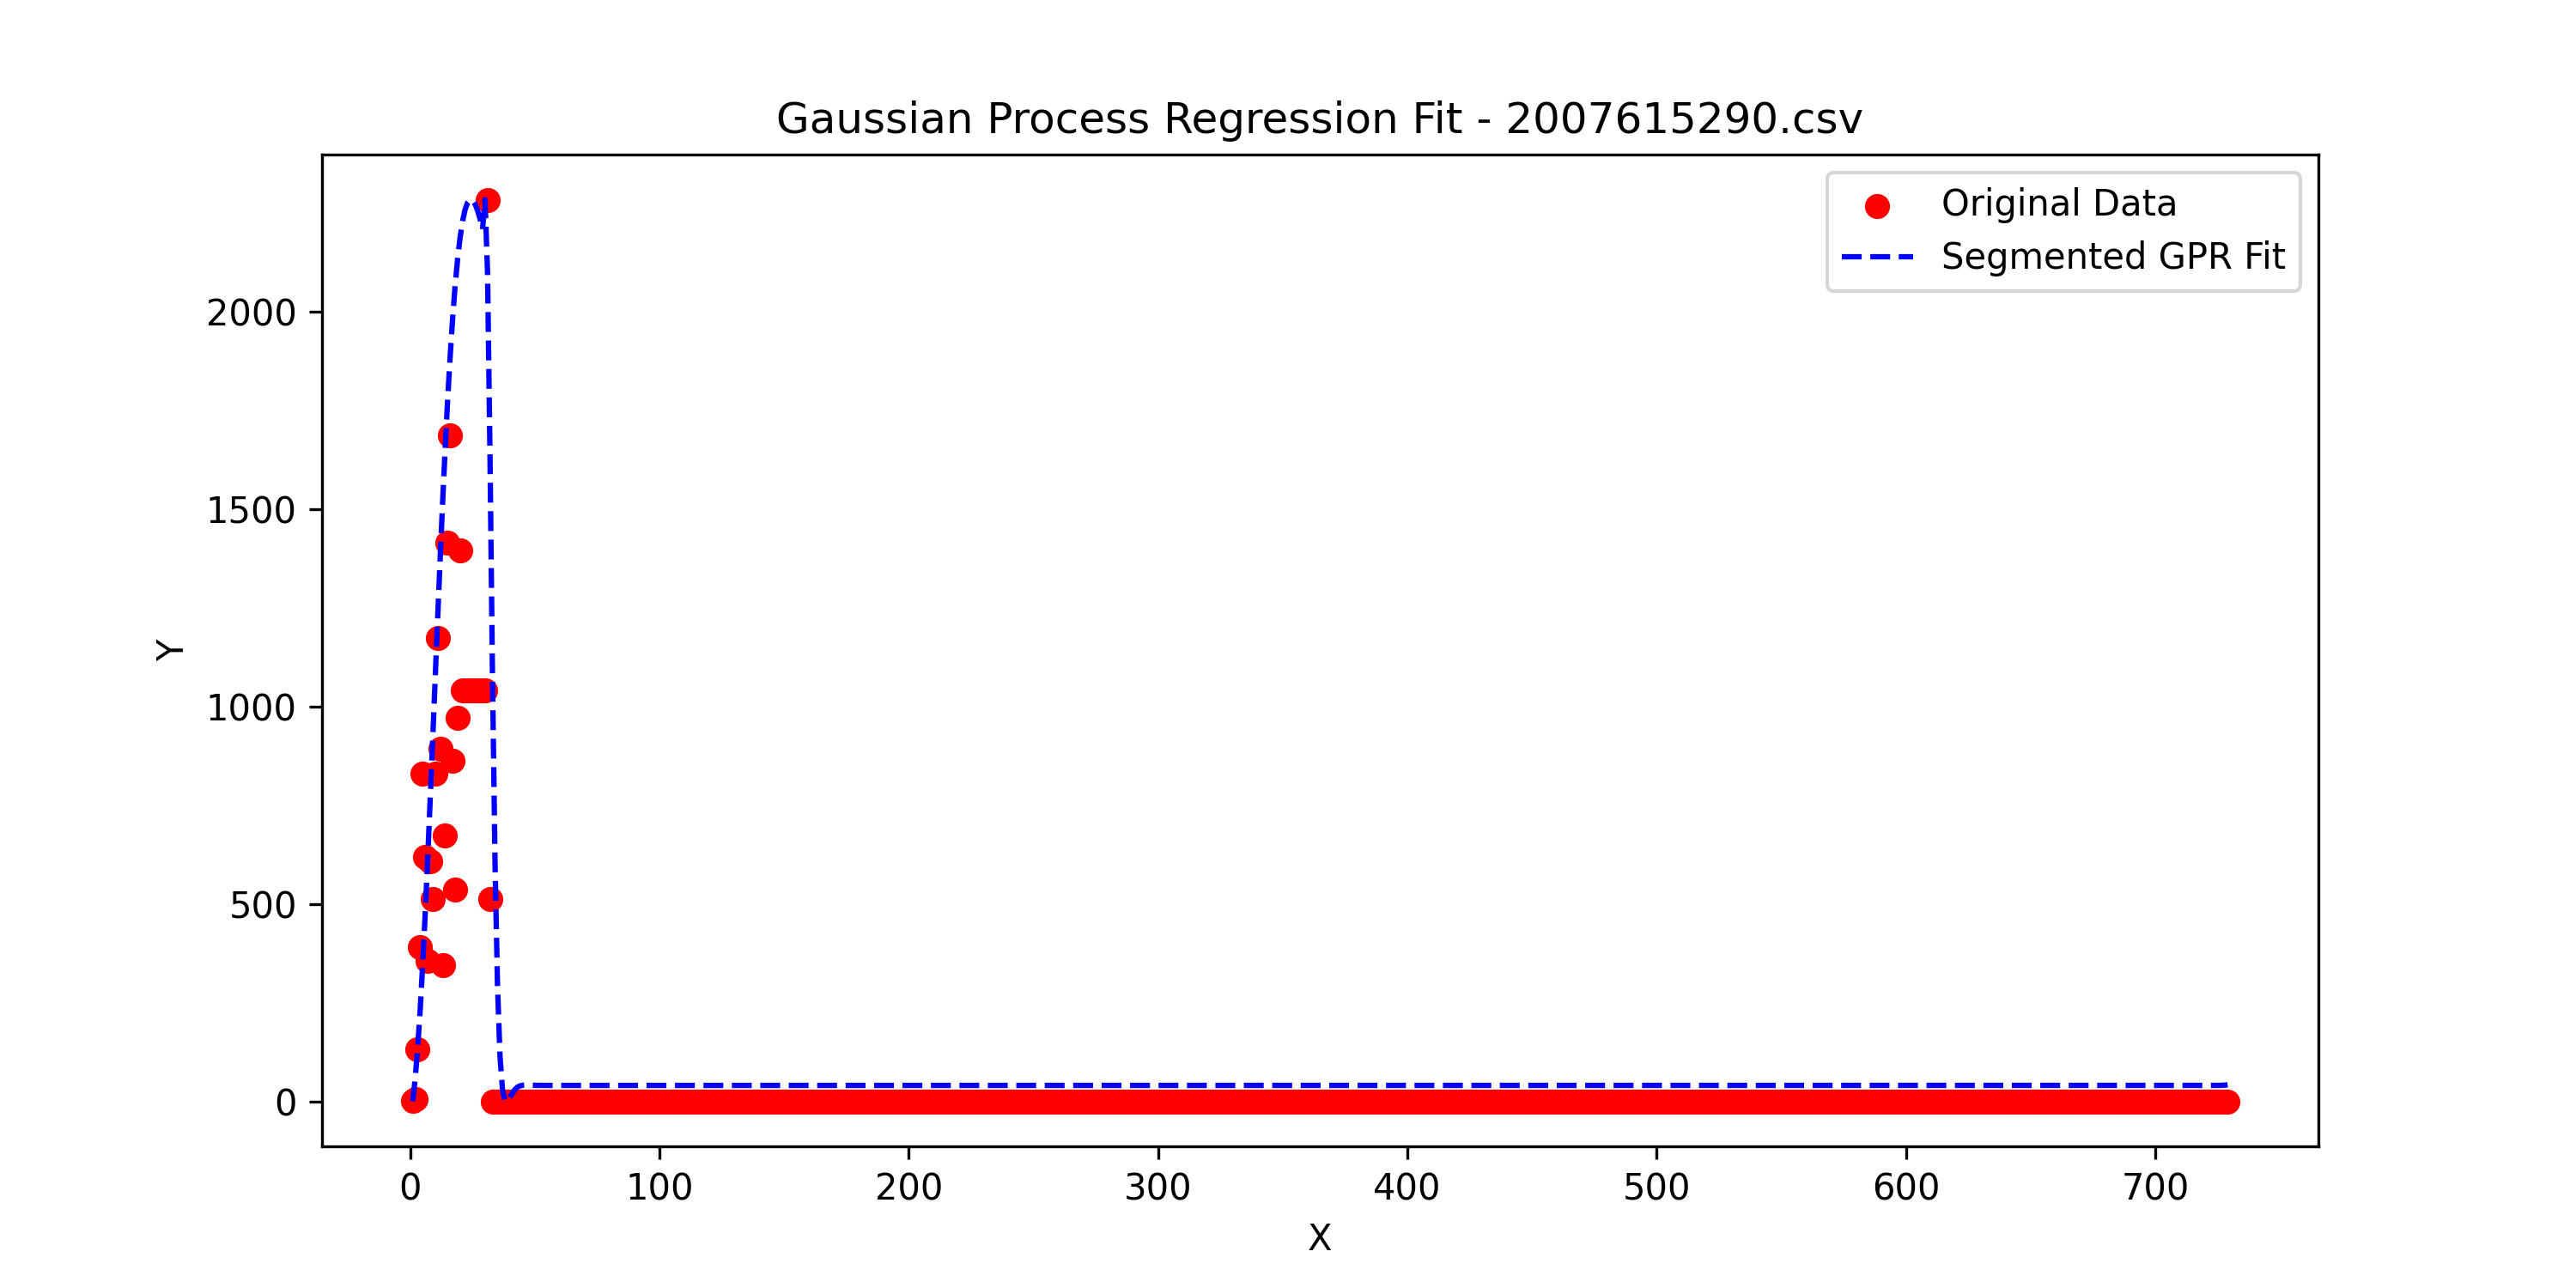 Gaussian Process Regression Fit - 2007615290.csv
Original Data
Segmented GPR Fit
2000
1500
1000
500
0
Y
0 100 200 300 400 500 600 700
X